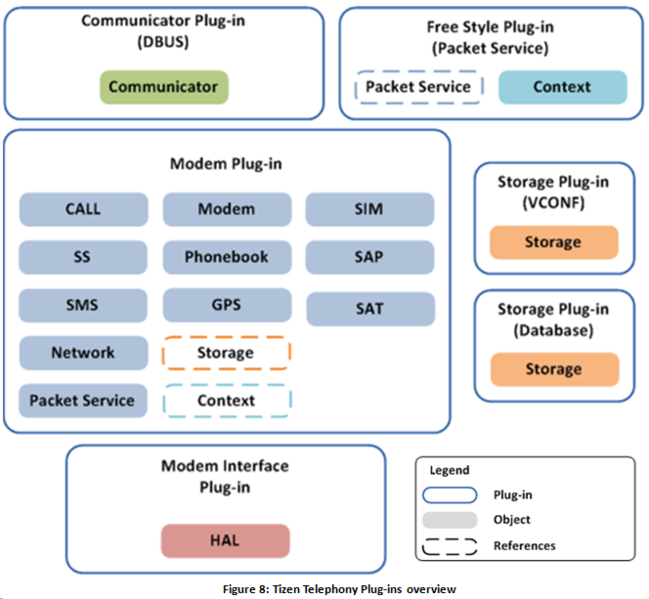 Communicator Plug-in
(DBUS)
Communicator
Free Style Plug-in
(Packet Service)
Packet Service
Context
Modem Plug-in
CALL
Modem
SIM
SS
Phonebook
SAP
SMS
GPS
SAT
Network
Storage
Packet Service
Context
Storage Plug-in
(VCONF)
Storage
Storage Plug-in
(Database)
Storage
Modem Interface
Plug-in
HAL
Legend
Plug-in
Object
References
Figure 8: Tizen Telephony Plug-ins overview